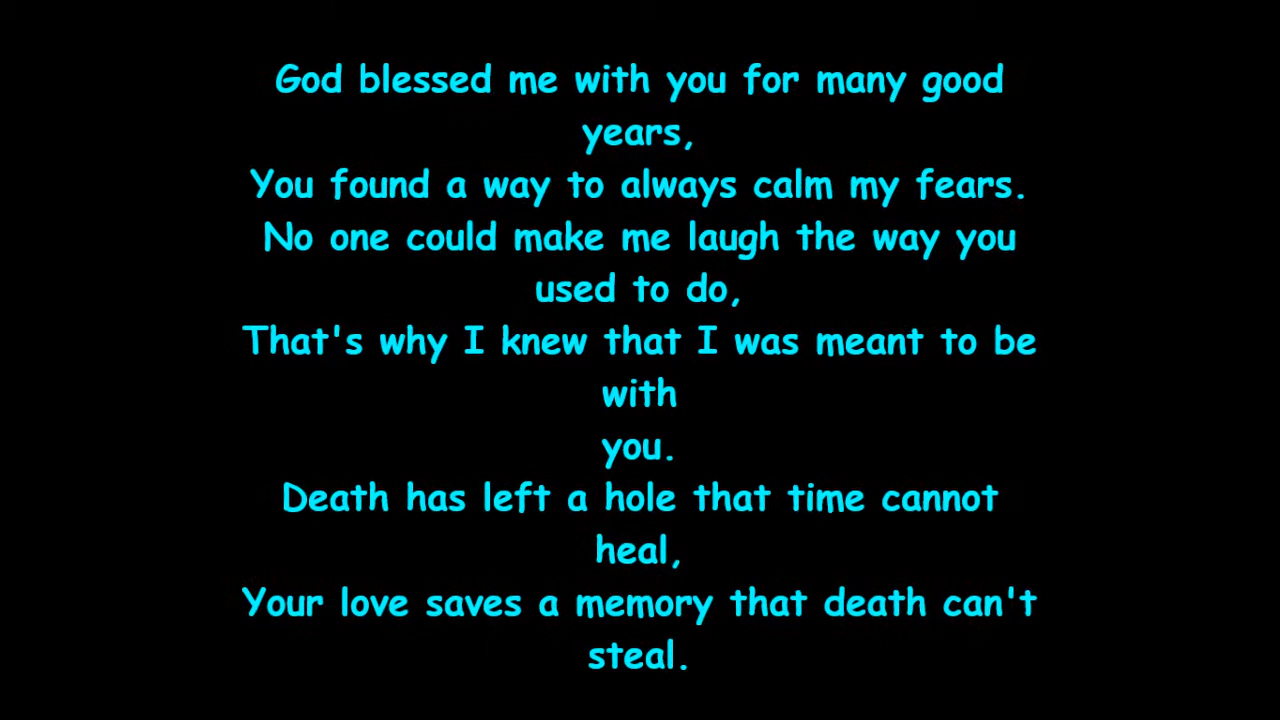 God blessed me with you for many good
years,
You found a way to always calm my fears.
No one could make me laugh the way you
used to do,
That's why I knew that I was meant to be
with
you.
Death has left a hole that time cannot
heal,
Your love saves a memory that death can't
steal.